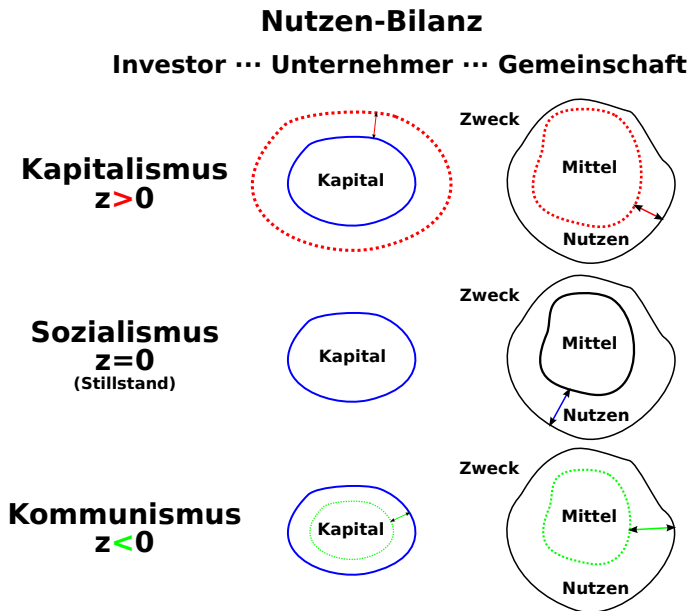 Nutzen-Bilanz
Investor ··· Unternehmer ··· Gemeinschaft
Kapitalismus
z>0
Kapital
Zweck
Mittel
Nutzen
Sozialismus
z=0
(Stillstand)
Kapital
Zweck
Mittel
Nutzen
Kommunismus
z<0
Kapital
Zweck
Mittel
Nutzen